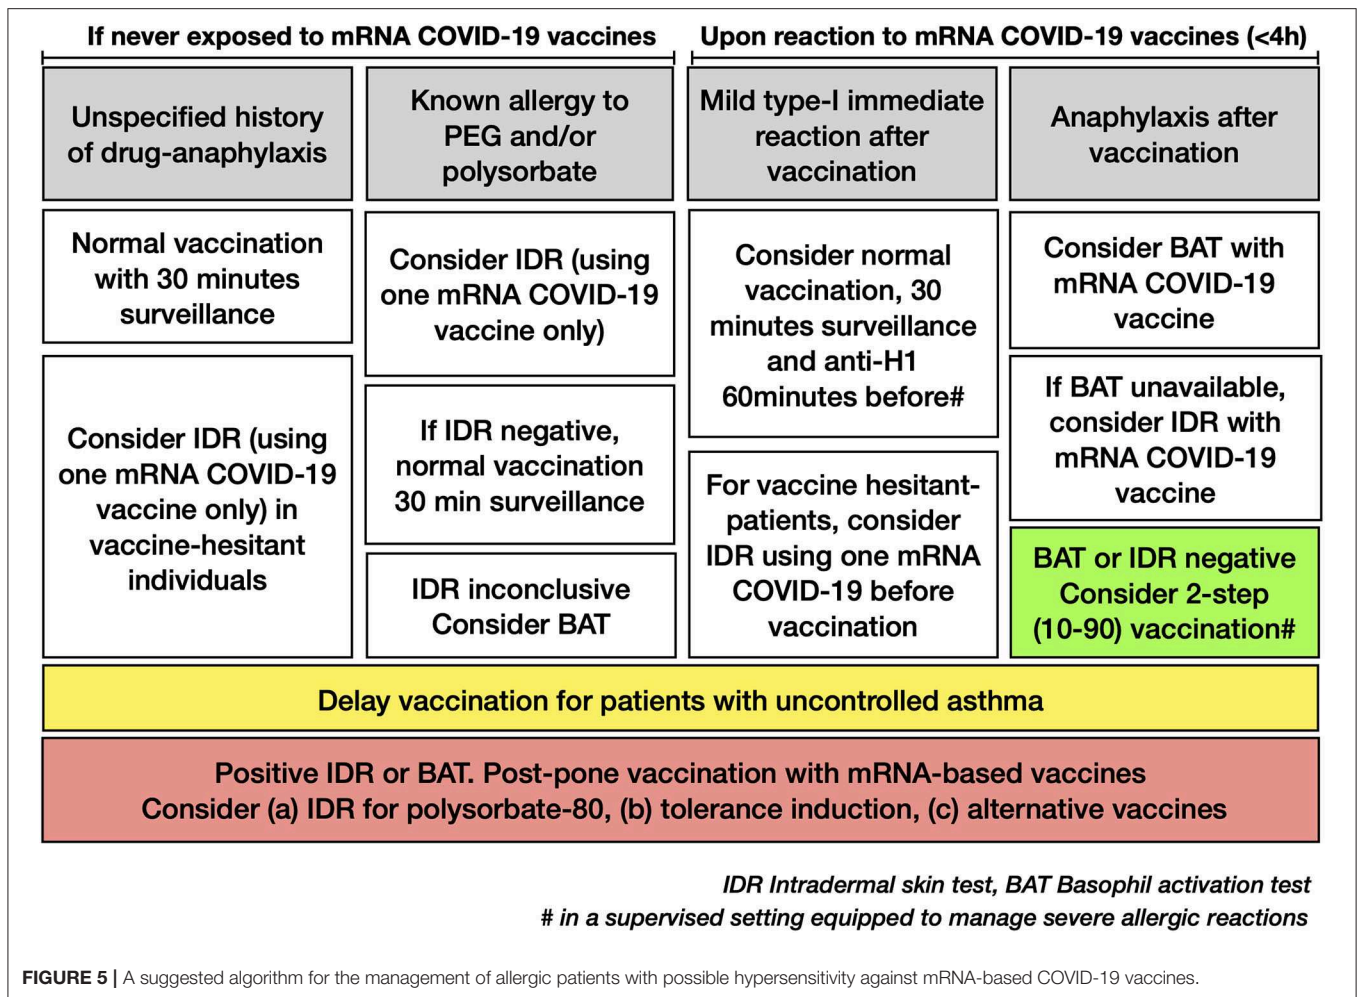 If never exposed to mRNA COVID-19 vaccines
Upon reaction to mRNA COVID-19 vaccines (<4h)
Unspecified history
of drug-anaphylaxis
Known allergy to
PEG and/or
polysorbate
Mild type-I immediate
reaction after
vaccination
Anaphylaxis after
vaccination
Normal vaccination
with 30 minutes
surveillance
Consider IDR (using
one mRNA COVID-19
vaccine only) in
vaccine-hesitant
individuals
Consider IDR (using
one mRNA COVID-19
vaccine only)
If IDR negative,
normal vaccination
30 min surveillance
IDR inconclusive
Consider BAT
Consider normal
vaccination, 30
minutes surveillance
and anti-H1
60minutes before#
For vaccine hesitant-
patients, consider
IDR using one mRNA
COVID-19 before
vaccination
Consider BAT with
mRNA COVID-19
vaccine
If BAT unavailable,
consider IDR with
mRNA COVID-19
vaccine
BAT or IDR negative
Consider 2-step
(10-90) vaccination#
Delay vaccination for patients with uncontrolled asthma
Positive IDR or BAT. Post-pone vaccination with mRNA-based vaccines
Consider (a) IDR for polysorbate-80, (b) tolerance induction, (c) alternative vaccines
IDR Intradermal skin test, BAT Basophil activation test
# in a supervised setting equipped to manage severe allergic reactions
FIGURE 5 | A suggested algorithm for the management of allergic patients with possible hypersensitivity against mRNA-based COVID-19 vaccines.